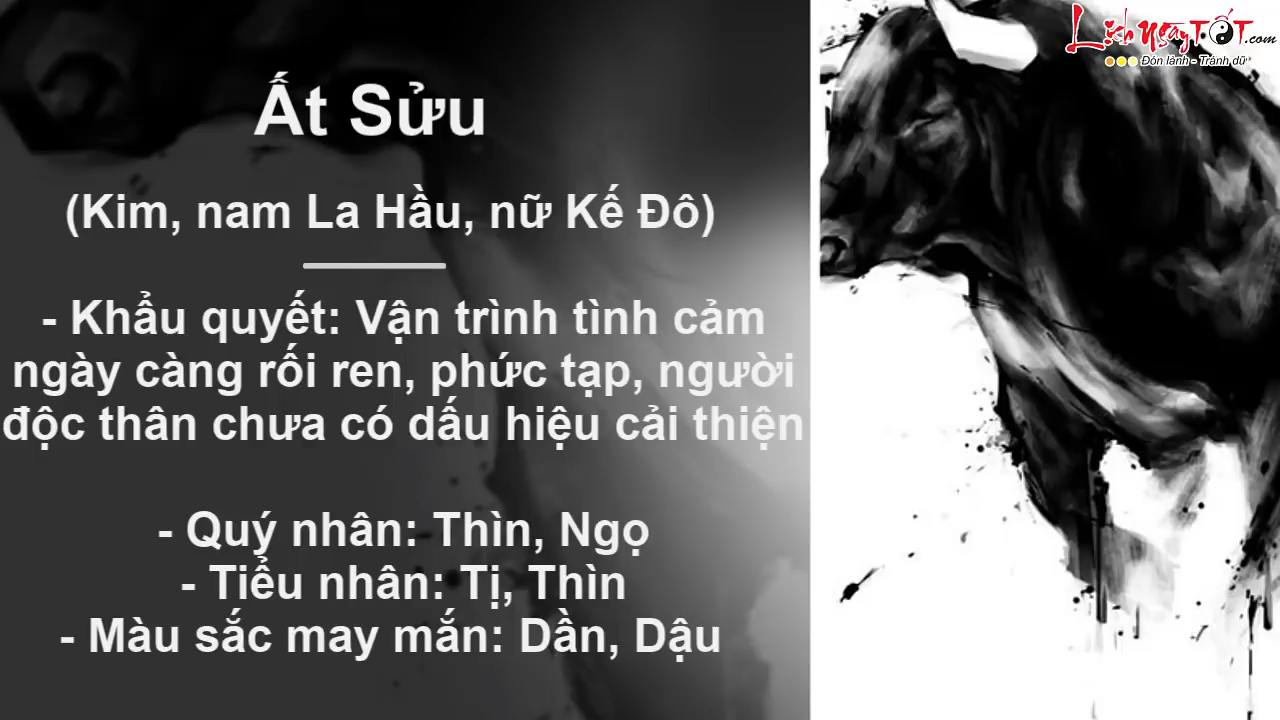 LịchNgàyTỐT.com
Đón lành - Tránh dữ
Ất Sửu
(Kim, nam La Hầu, nữ Kế Đô)
- Khẩu quyết: Vận trình tình cảm
ngày càng rối ren, phức tạp, người
độc thân chưa có dấu hiệu cải thiện
- Quý nhân: Thìn, Ngọ
- Tiểu nhân: Tị, Thìn
- Màu sắc may mắn: Dần, Dậu